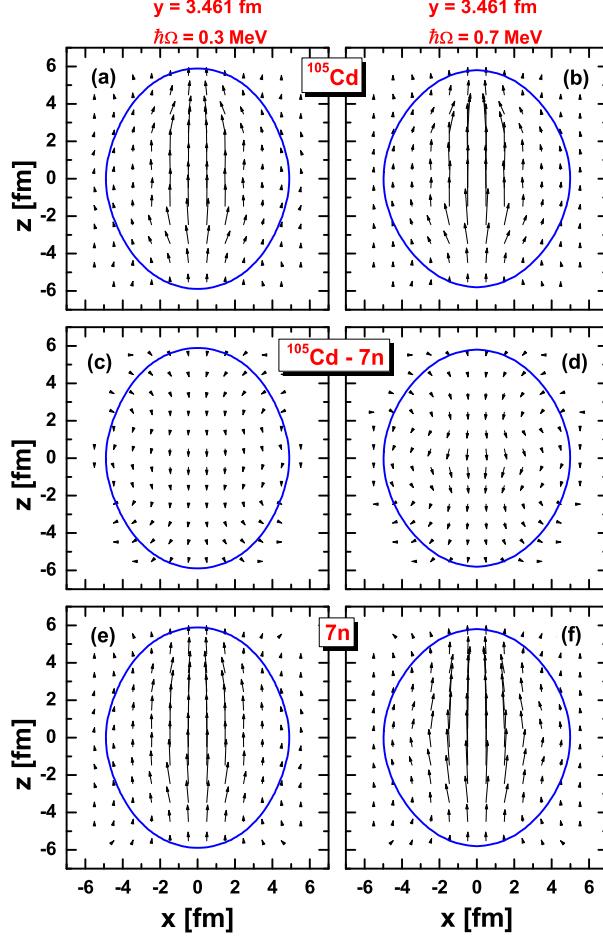 y = 3.461 fm y = 3.461 fm
ℏΩ = 0.3 MeV ℏΩ = 0.7 MeV
(a) ¹⁰⁵Cd (b)
6
4
2
0
-2
-4
-6
z [fm]
(c) ¹⁰⁵Cd - 7n (d)
6
4
2
0
-2
-4
-6
z [fm]
(e) 7n (f)
6
4
2
0
-2
-4
-6
z [fm]
-6 -4 -2 0 2 4 6 -6 -4 -2 0 2 4 6
x [fm] x [fm]